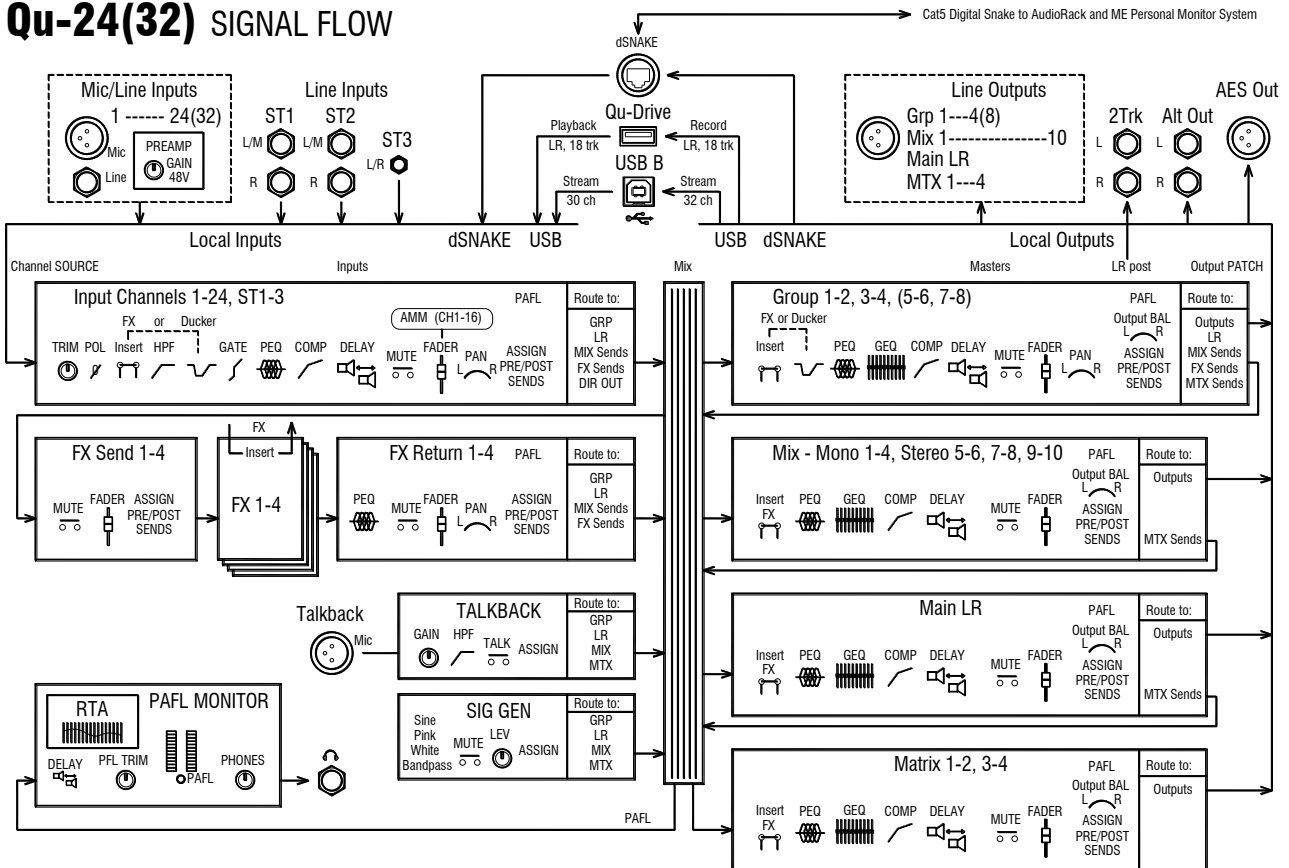 Qu-24(32) SIGNAL FLOW
Cat5 Digital Snake to AudioRack and ME Personal Monitor System
dSNAKE
Mic/Line Inputs
1 ------ 24(32)
Mic
Line
PREAMP
GAIN
48V
Line Inputs
ST1
L/M
R
ST2
L/M
R
ST3
L/R
Qu-Drive
Playback
LR, 18 trk
Record
LR, 18 trk
USB B
Stream
30 ch
Stream
32 ch
Line Outputs
Grp 1---4(8)
Mix 1------------10
Main LR
MTX 1---4
2Trk
L
R
Alt Out
L
R
AES Out
Local Inputs
dSNAKE
USB
USB
dSNAKE
Local Outputs
Channel SOURCE
Inputs
Mix
Masters
LR post
Output PATCH
Input Channels 1-24, ST1-3
PAFL
Route to:
FX or Ducker
AMM (CH1-16)
TRIM
POL
Insert
HPF
GATE
PEQ
COMP
DELAY
MUTE
FADER
PAN
L R
ASSIGN
PRE/POST
SENDS
GRP
LR
MIX Sends
FX Sends
DIR OUT
Group 1-2, 3-4, (5-6, 7-8)
PAFL
Route to:
FX or Ducker
Insert
PEQ
GEQ
COMP
DELAY
MUTE
FADER
PAN
L R
Output BAL
L R
ASSIGN
PRE/POST
SENDS
Outputs
LR
MIX Sends
FX Sends
MTX Sends
FX Send 1-4
MUTE
FADER
ASSIGN
PRE/POST
SENDS
FX
Insert
FX 1-4
FX Return 1-4
PAFL
Route to:
PEQ
MUTE
FADER
PAN
L R
ASSIGN
PRE/POST
SENDS
GRP
LR
MIX Sends
FX Sends
Mix - Mono 1-4, Stereo 5-6, 7-8, 9-10
PAFL
Route to:
Insert
FX
PEQ
GEQ
COMP
DELAY
MUTE
FADER
Output BAL
L R
ASSIGN
PRE/POST
SENDS
Outputs
MTX Sends
Talkback
Mic
TALKBACK
Route to:
GAIN
HPF
TALK
ASSIGN
GRP
LR
MIX
MTX
Main LR
PAFL
Route to:
Insert
FX
PEQ
GEQ
COMP
DELAY
MUTE
FADER
Output BAL
L R
ASSIGN
PRE/POST
SENDS
Outputs
MTX Sends
PAFL MONITOR
RTA
DELAY
PFL TRIM
PAFL
PHONES
SIG GEN
Route to:
Sine
Pink
White
Bandpass
MUTE
LEV
ASSIGN
GRP
LR
MIX
MTX
PAFL
Matrix 1-2, 3-4
PAFL
Route to:
Insert
FX
PEQ
GEQ
COMP
DELAY
MUTE
FADER
Output BAL
L R
ASSIGN
PRE/POST
SENDS
Outputs